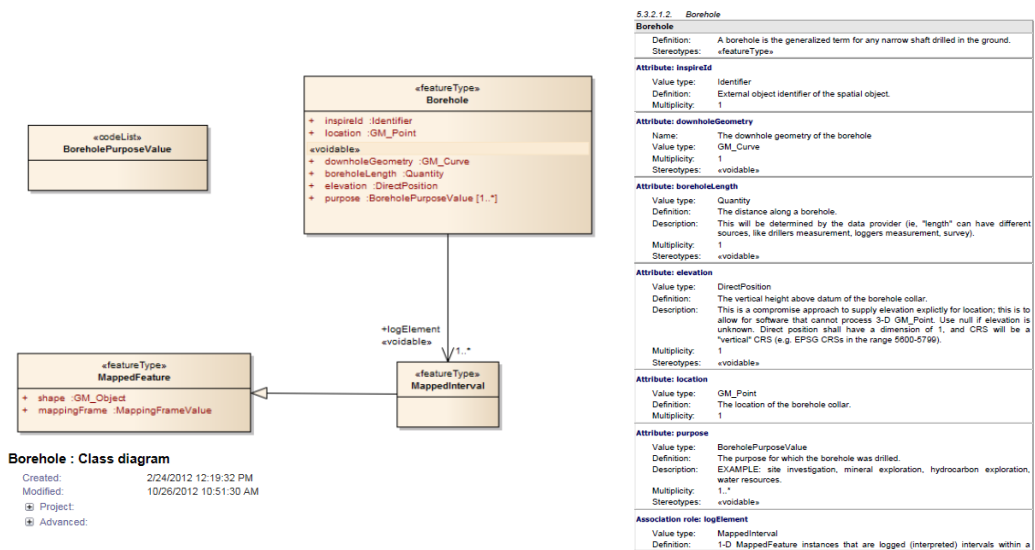 «codeList»
BoreholePurposeValue
«featureType»
Borehole
+ inspireId :Identifier
+ location :GM_Point
«voidable»
+ downholeGeometry :GM_Curve
+ boreholeLength :Quantity
+ elevation :DirectPosition
+ purpose :BoreholePurposeValue [1..*]
+logElement
«voidable»
1..*
«featureType»
MappedFeature
+ shape :GM_Object
+ mappingFrame :MappingFrameValue
«featureType»
MappedInterval
Borehole : Class diagram
Created: 2/24/2012 12:19:32 PM
Modified: 10/26/2012 10:51:30 AM
Project:
Advanced:
5.3.2.1.2. Borehole
Borehole
Definition: A borehole is the generalized term for any narrow shaft drilled in the ground.
Stereotypes: «featureType»
Attribute: inspireId
Value type: Identifier
Definition: External object identifier of the spatial object.
Multiplicity: 1
Attribute: downholeGeometry
Name: The downhole geometry of the borehole
Value type: GM_Curve
Multiplicity: 1
Stereotypes: «voidable»
Attribute: boreholeLength
Value type: Quantity
Definition: The distance along a borehole.
Description: This will be determined by the data provider (ie, "length" can have different
sources, like drillers measurement, loggers measurement, survey).
Multiplicity: 1
Stereotypes: «voidable»
Attribute: elevation
Value type: DirectPosition
Definition: The vertical height above datum of the borehole collar.
Description: This is a compromise approach to supply elevation explictly for location; this is to
allow for software that cannot process 3-D GM_Point. Use null if elevation is
unknown. Direct position shall have a dimension of 1, and CRS will be a
"vertical" CRS (e.g. EPSG CRSs in the range 5600-5799).
Multiplicity: 1
Stereotypes: «voidable»
Attribute: location
Value type: GM_Point
Definition: The location of the borehole collar.
Multiplicity: 1
Attribute: purpose
Value type: BoreholePurposeValue
Definition: The purpose for which the borehole was drilled.
Description: EXAMPLE: site investigation, mineral exploration, hydrocarbon exploration,
water resources.
Multiplicity: 1..*
Stereotypes: «voidable»
Association role: logElement
Value type: MappedInterval
Definition: 1-D MappedFeature instances that are logged (interpreted) intervals within a